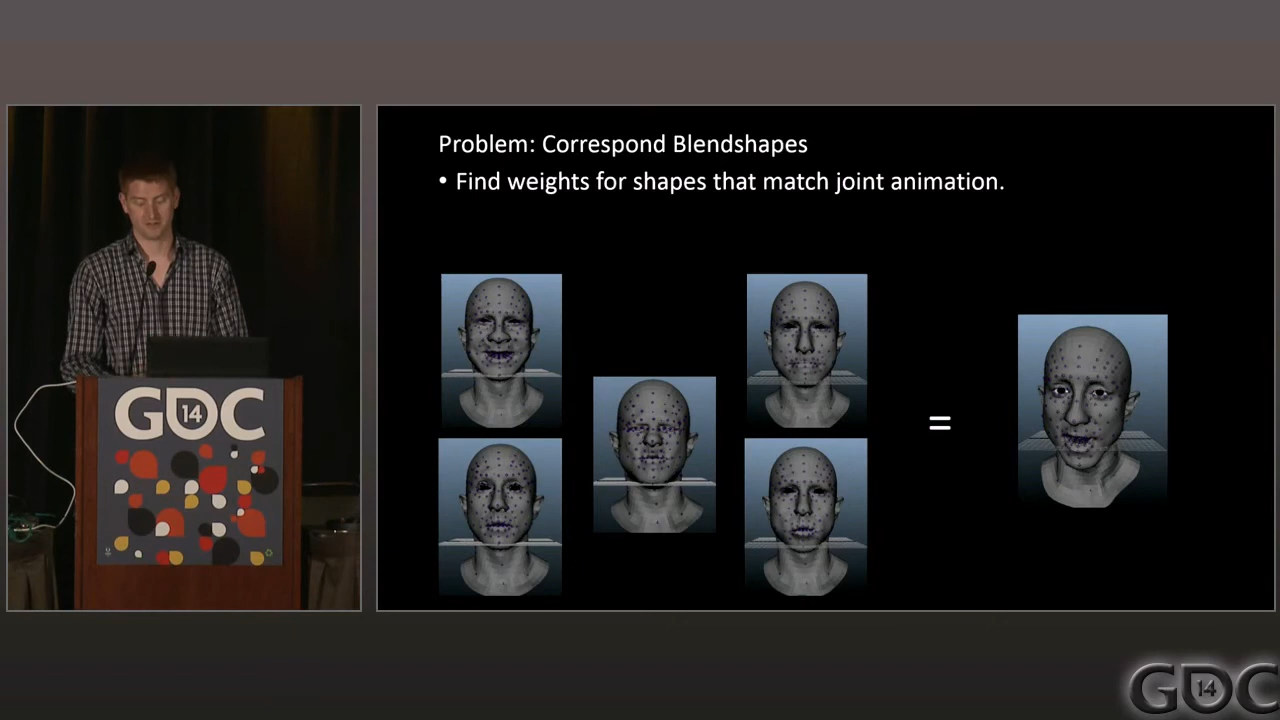 GDC
14
Problem: Correspond Blendshapes
• Find weights for shapes that match joint animation.
=
GDC
14